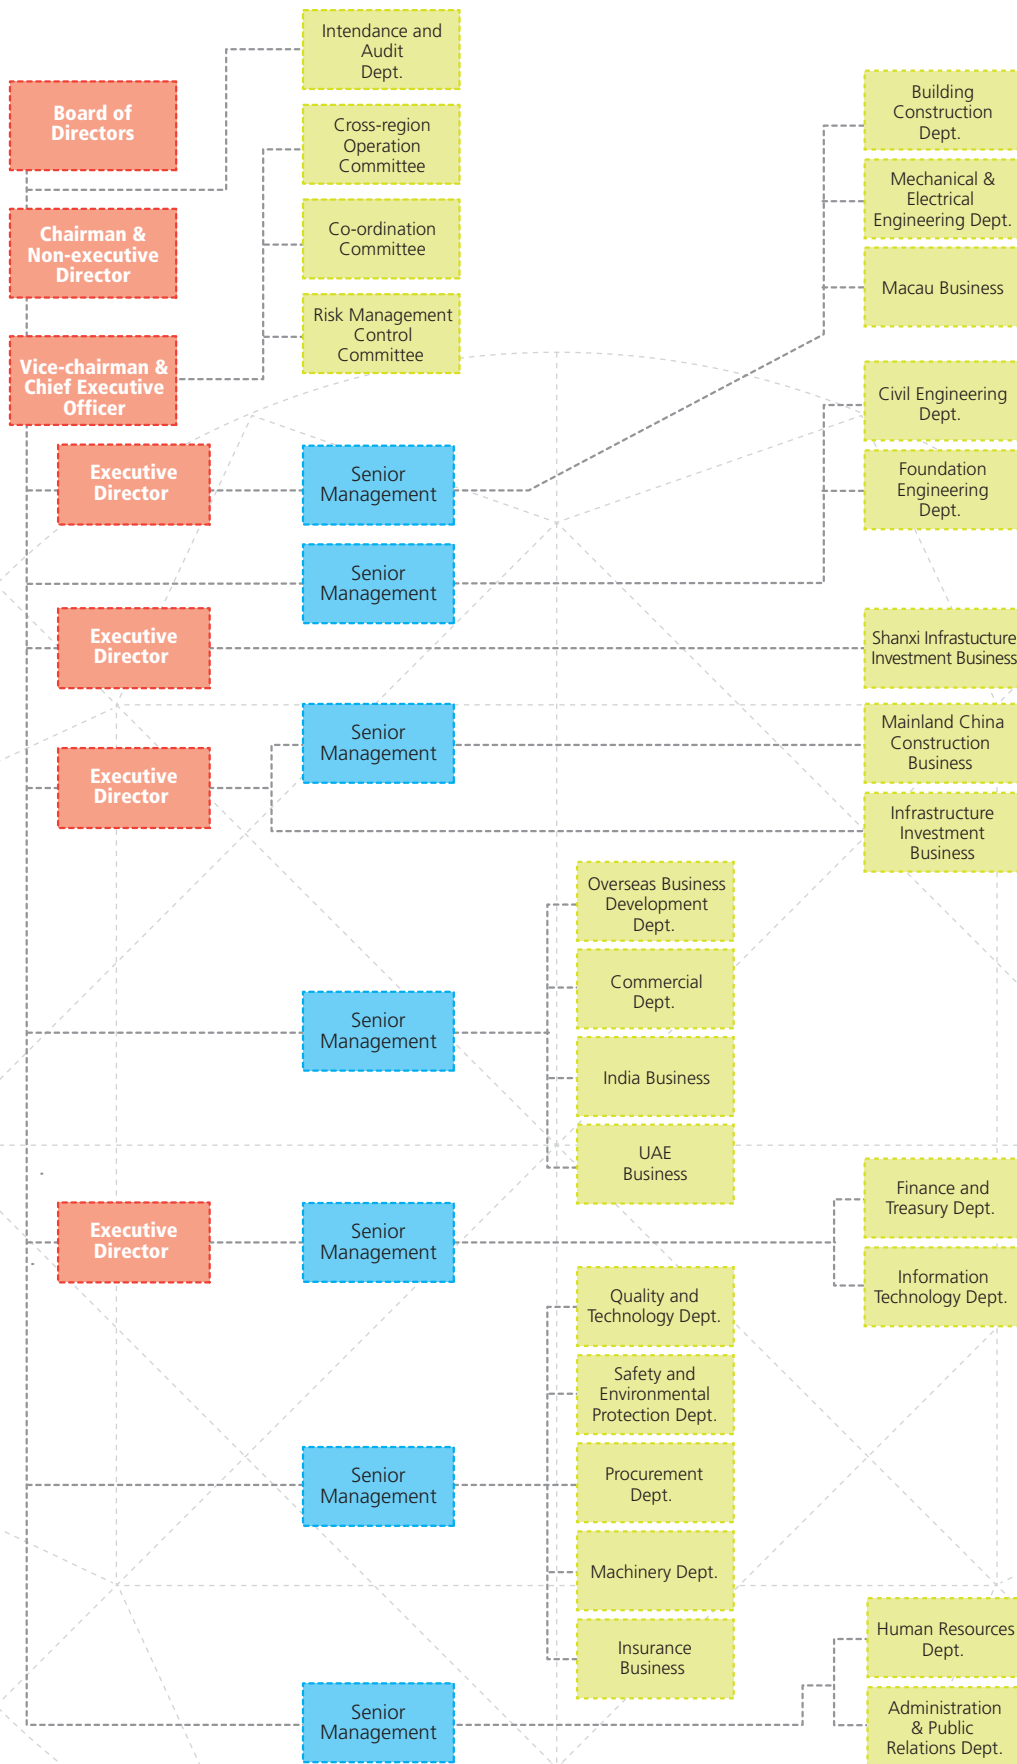 Intendance and
Audit
Dept.
Board of
Directors
Building
Construction
Dept.
Cross-region
Operation
Committee
Mechanical &
Electrical
Engineering Dept.
Chairman &
Non-executive
Director
Co-ordination
Committee
Macau Business
Risk Management
Control
Committee
Vice-chairman &
Chief Executive
Officer
Civil Engineering
Dept.
Executive
Director
Senior
Management
Foundation
Engineering
Dept.
Senior
Management
Executive
Director
Shanxi Infrastucture
Investment Business
Senior
Management
Mainland China
Construction
Business
Executive
Director
Infrastructure
Investment
Business
Overseas Business
Development
Dept.
Commercial
Dept.
Senior
Management
India Business
UAE
Business
Finance and
Treasury Dept.
Executive
Director
Senior
Management
Information
Technology Dept.
Quality and
Technology Dept.
Safety and
Environmental
Protection Dept.
Senior
Management
Procurement
Dept.
Machinery Dept.
Human Resources
Dept.
Insurance
Business
Senior
Management
Administration
& Public
Relations Dept.